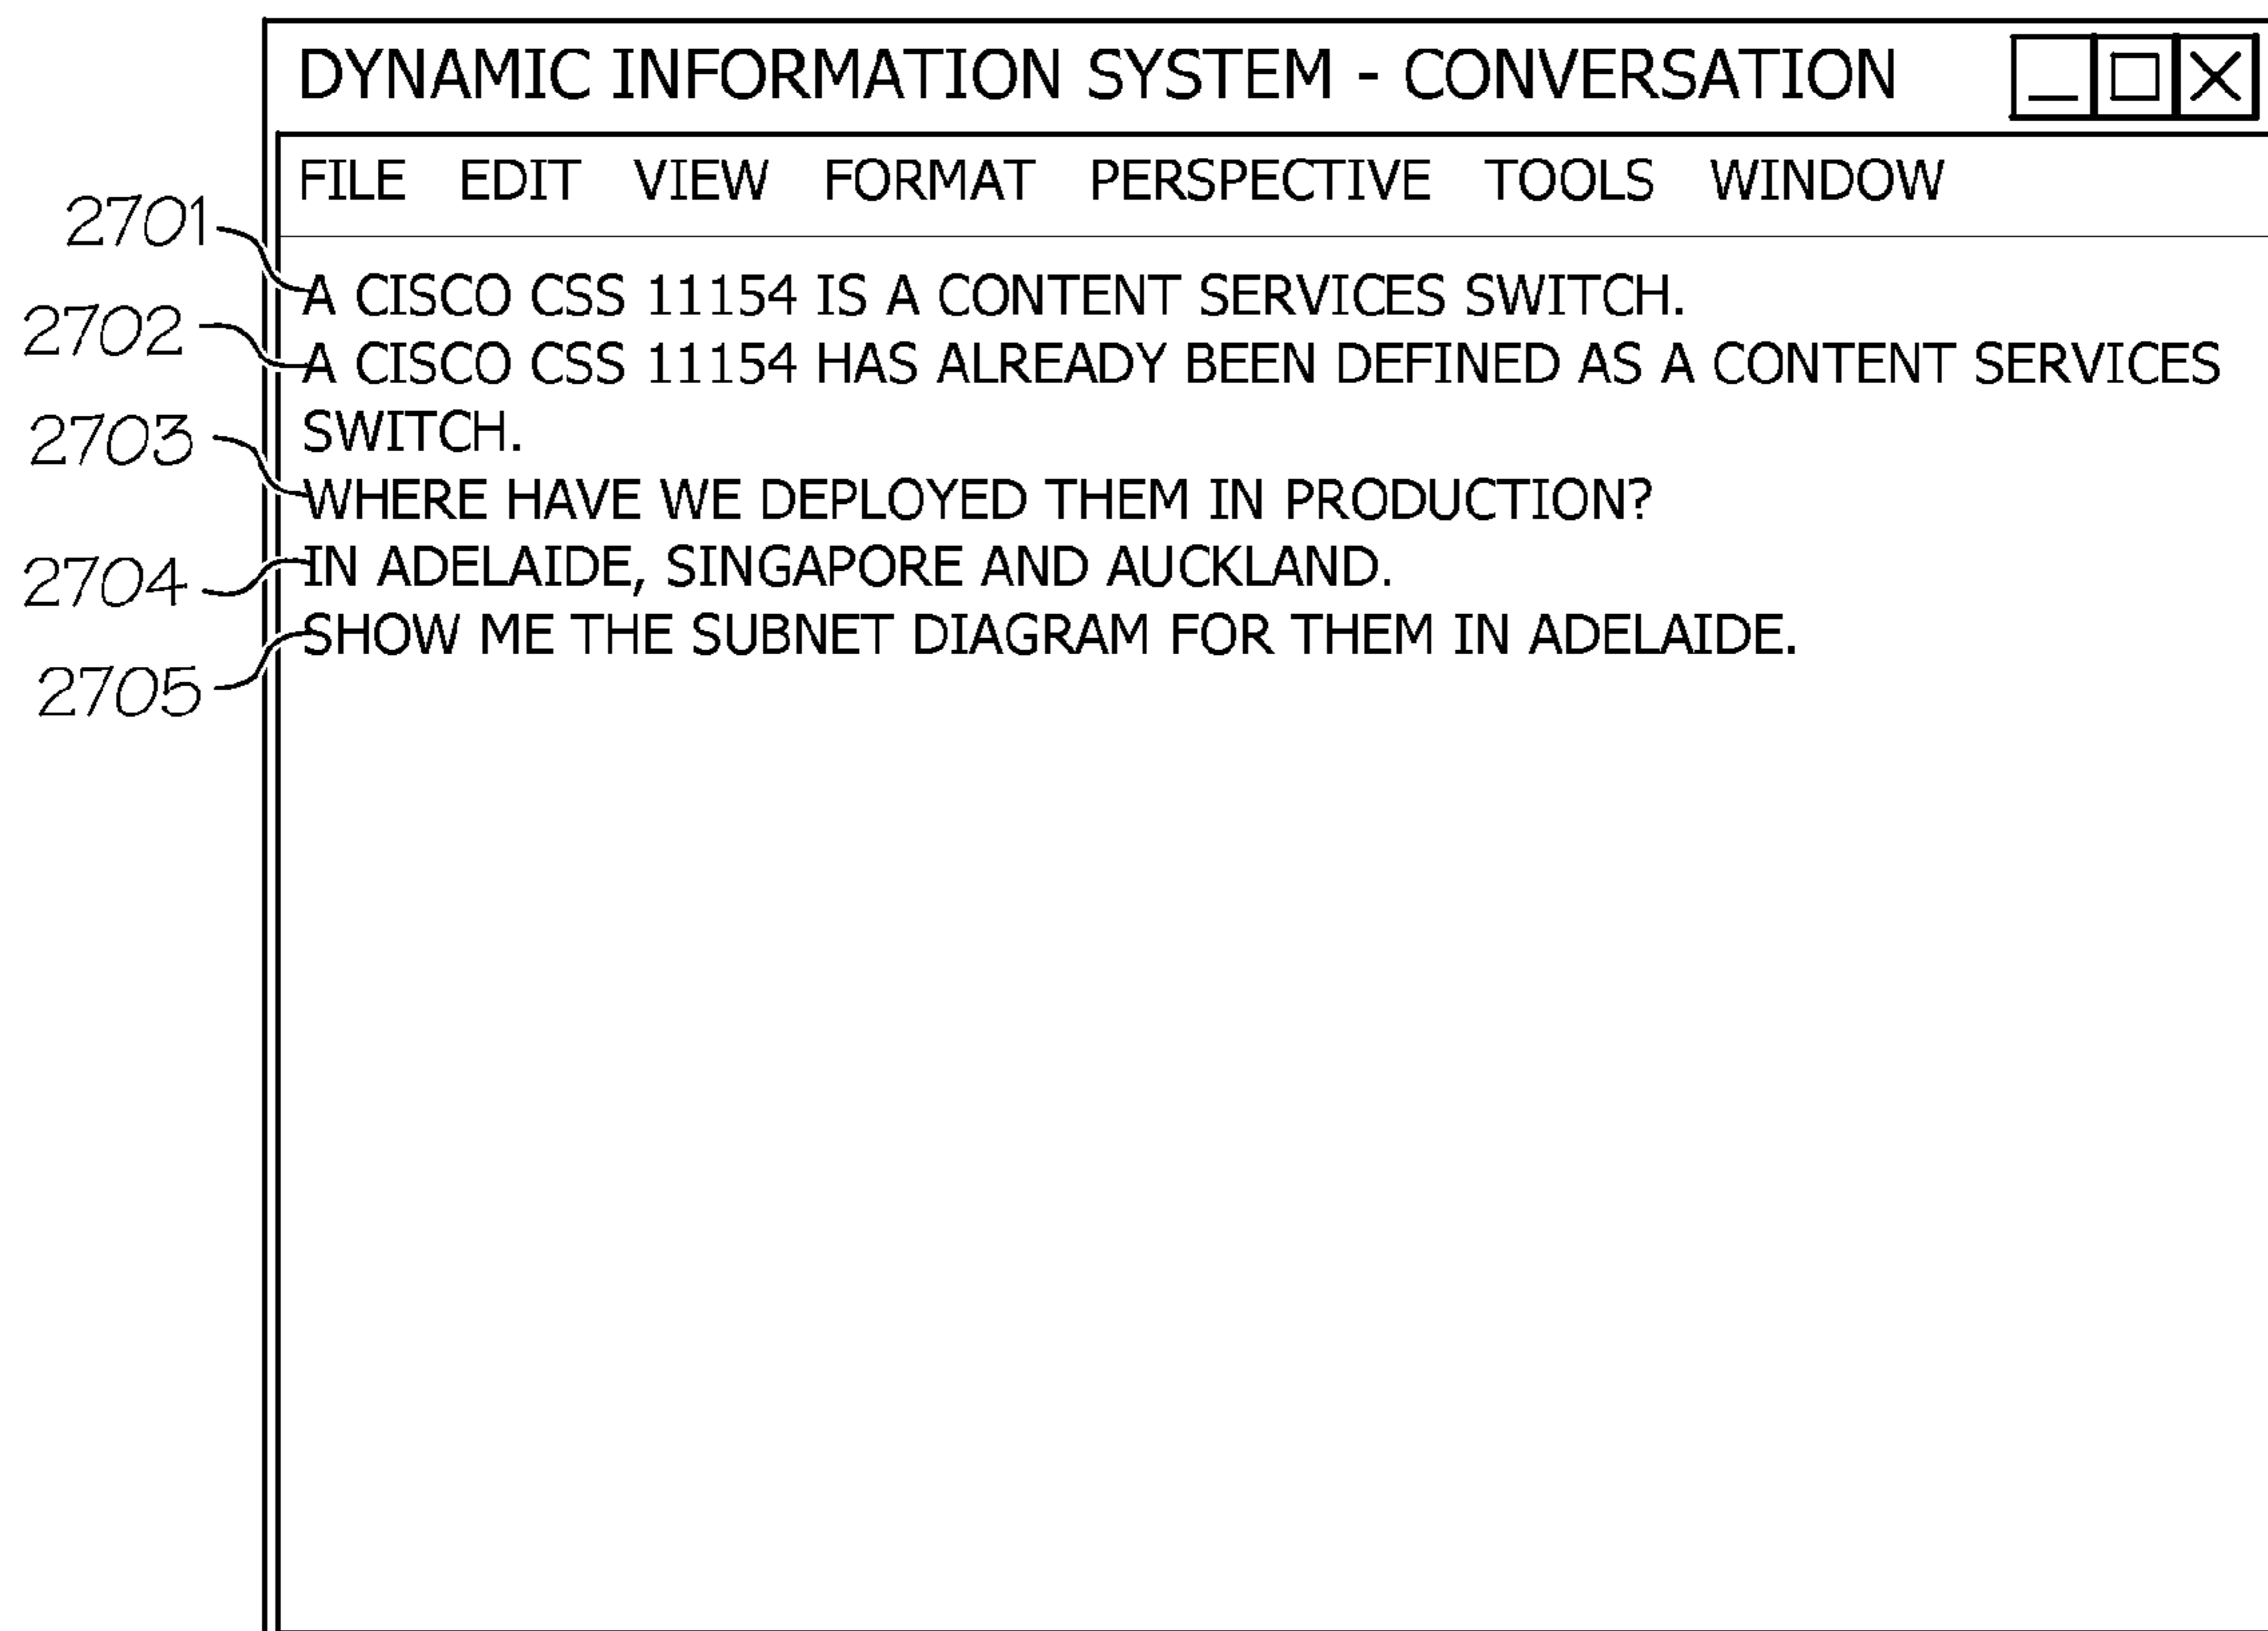 DYNAMIC INFORMATION SYSTEM - CONVERSATION
FILE EDIT VIEW FORMAT PERSPECTIVE TOOLS WINDOW
2701
A CISCO CSS 11154 IS A CONTENT SERVICES SWITCH.
2702
A CISCO CSS 11154 HAS ALREADY BEEN DEFINED AS A CONTENT SERVICES
SWITCH.
2703
WHERE HAVE WE DEPLOYED THEM IN PRODUCTION?
2704
IN ADELAIDE, SINGAPORE AND AUCKLAND.
2705
SHOW ME THE SUBNET DIAGRAM FOR THEM IN ADELAIDE.